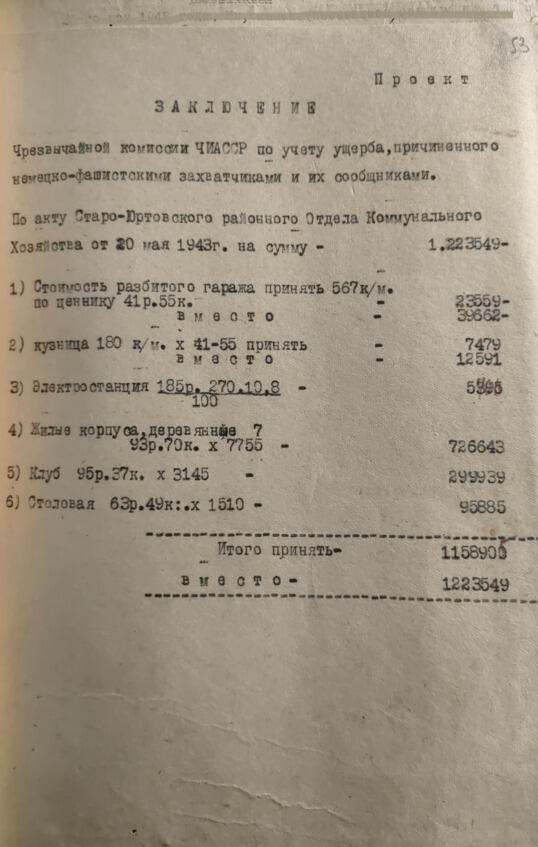 53
Проект
ЗАКЛЮЧЕНИЕ
Чрезвычайной комиссии ЧИАССР по учету ущерба,причиненного
немецко-фашистскими захватчиками и их сообщниками.
По акту Старо-Юртовского районного Отдела Коммунального
Хозяйства от 20 мая 1943г. на сумму - 1.223549-
1) Стоимость разбитого гаража принять 567к/м.
по ценнику 41р.55к. - 23559-
вместо - 39662-
2) кузница 180 к/м. х 41-55 принять - 7479
вместо - 12591
3) Электростанция 185р. 270.10,8 -
100
4) Жилые корпуса,деревянные 7
93р.70к. х 7755 - 726643
5) Клуб 95р.37к. х 3145 - 299939
6) Столовая 63р.49к:.х 1510 - 95885
Итого принять- 1158905
вместо- 1223549